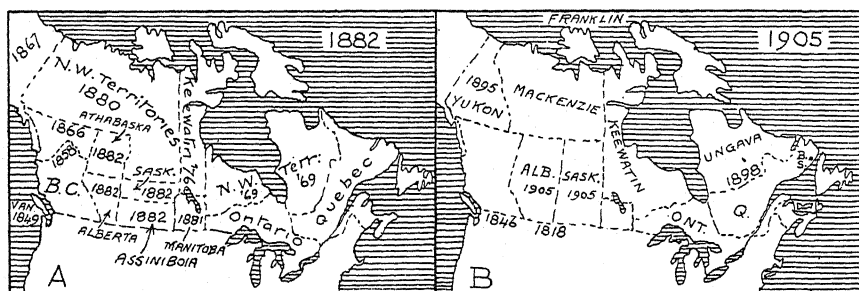 1882
1867
N.W. Territories
1880
Keewatin 76
ATHABASKA
1866
1858
1882
SASK.
1882
B.C.
1882
N.W.
'69
Terr.
'69
Quebec
Ontario
VAN
1849
1882
1881
ALBERTA
MANITOBA
ASSINIBOIA
A
FRANKLIN
1905
1895
YUKON
MACKENZIE
KEEWATIN
UNGAVA
1898
ALB.
1905
SASK.
1905
1846
1818
ONT.
Q.
B